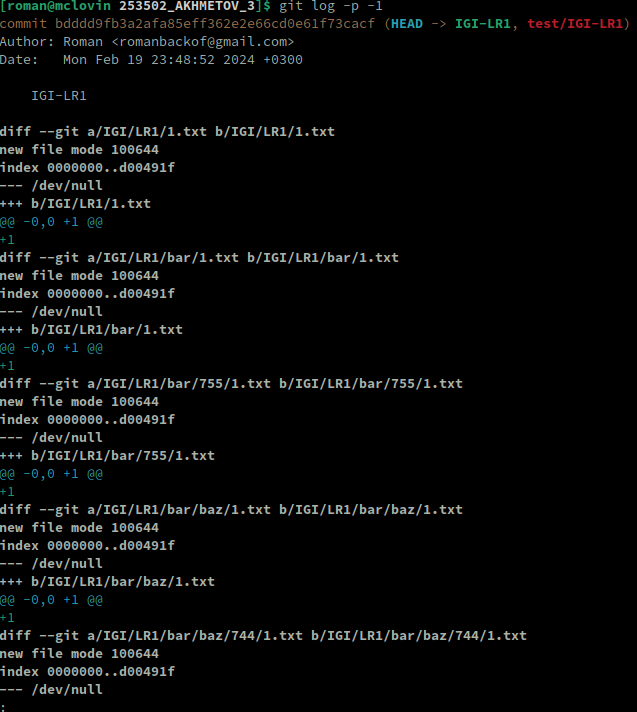 [roman@mclovin 253502_AKHMETOV_3]$ git log -p -1
commit bdddd9fb3a2afa85eff362e2e66cd0e61f73cacf (HEAD -> IGI-LR1, test/IGI-LR1)
Author: Roman <romanbackof@gmail.com>
Date:   Mon Feb 19 23:48:52 2024 +0300
    IGI-LR1
diff --git a/IGI/LR1/1.txt b/IGI/LR1/1.txt
new file mode 100644
index 0000000..d00491f
--- /dev/null
+++ b/IGI/LR1/1.txt
@@ -0,0 +1 @@
+1
diff --git a/IGI/LR1/bar/1.txt b/IGI/LR1/bar/1.txt
new file mode 100644
index 0000000..d00491f
--- /dev/null
+++ b/IGI/LR1/bar/1.txt
@@ -0,0 +1 @@
+1
diff --git a/IGI/LR1/bar/755/1.txt b/IGI/LR1/bar/755/1.txt
new file mode 100644
index 0000000..d00491f
--- /dev/null
+++ b/IGI/LR1/bar/755/1.txt
@@ -0,0 +1 @@
+1
diff --git a/IGI/LR1/bar/baz/1.txt b/IGI/LR1/bar/baz/1.txt
new file mode 100644
index 0000000..d00491f
--- /dev/null
+++ b/IGI/LR1/bar/baz/1.txt
@@ -0,0 +1 @@
+1
diff --git a/IGI/LR1/bar/baz/744/1.txt b/IGI/LR1/bar/baz/744/1.txt
new file mode 100644
index 0000000..d00491f
--- /dev/null
: